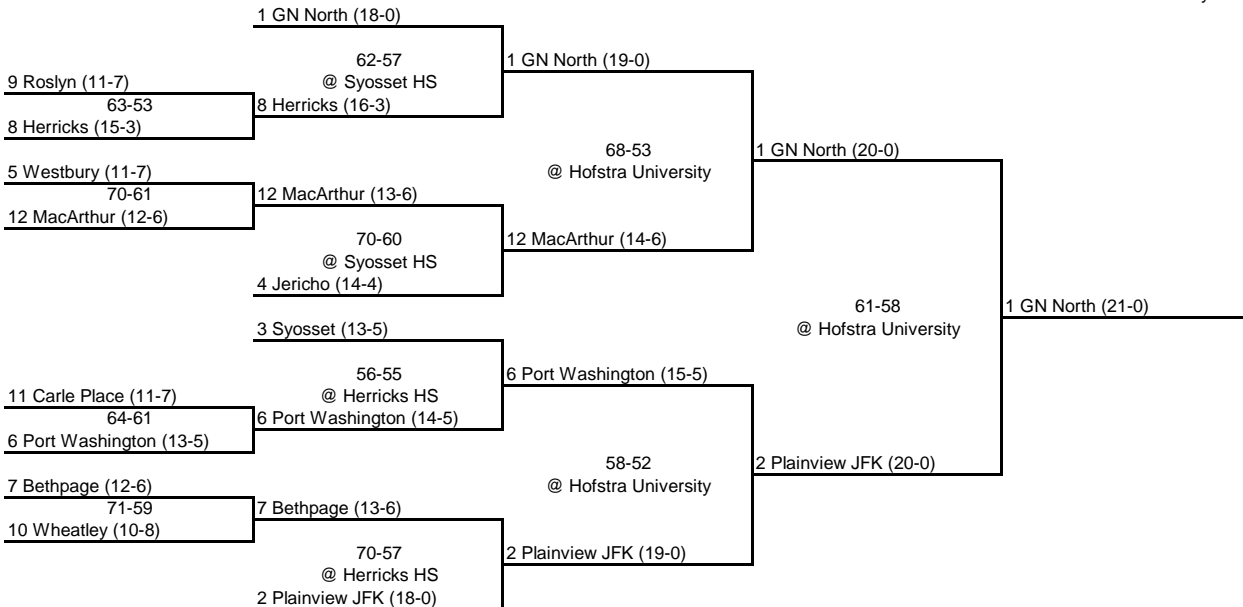 1 GN North (18-0)
62-57
@ Syosset HS
1 GN North (19-0)
9 Roslyn (11-7)
63-53
8 Herricks (16-3)
8 Herricks (15-3)
68-53
@ Hofstra University
1 GN North (20-0)
5 Westbury (11-7)
70-61
12 MacArthur (13-6)
12 MacArthur (12-6)
70-60
@ Syosset HS
12 MacArthur (14-6)
4 Jericho (14-4)
61-58
@ Hofstra University
1 GN North (21-0)
3 Syosset (13-5)
56-55
@ Herricks HS
6 Port Washington (15-5)
11 Carle Place (11-7)
64-61
6 Port Washington (14-5)
6 Port Washington (13-5)
58-52
@ Hofstra University
2 Plainview JFK (20-0)
7 Bethpage (12-6)
71-59
7 Bethpage (13-6)
10 Wheatley (10-8)
70-57
@ Herricks HS
2 Plainview JFK (19-0)
2 Plainview JFK (18-0)